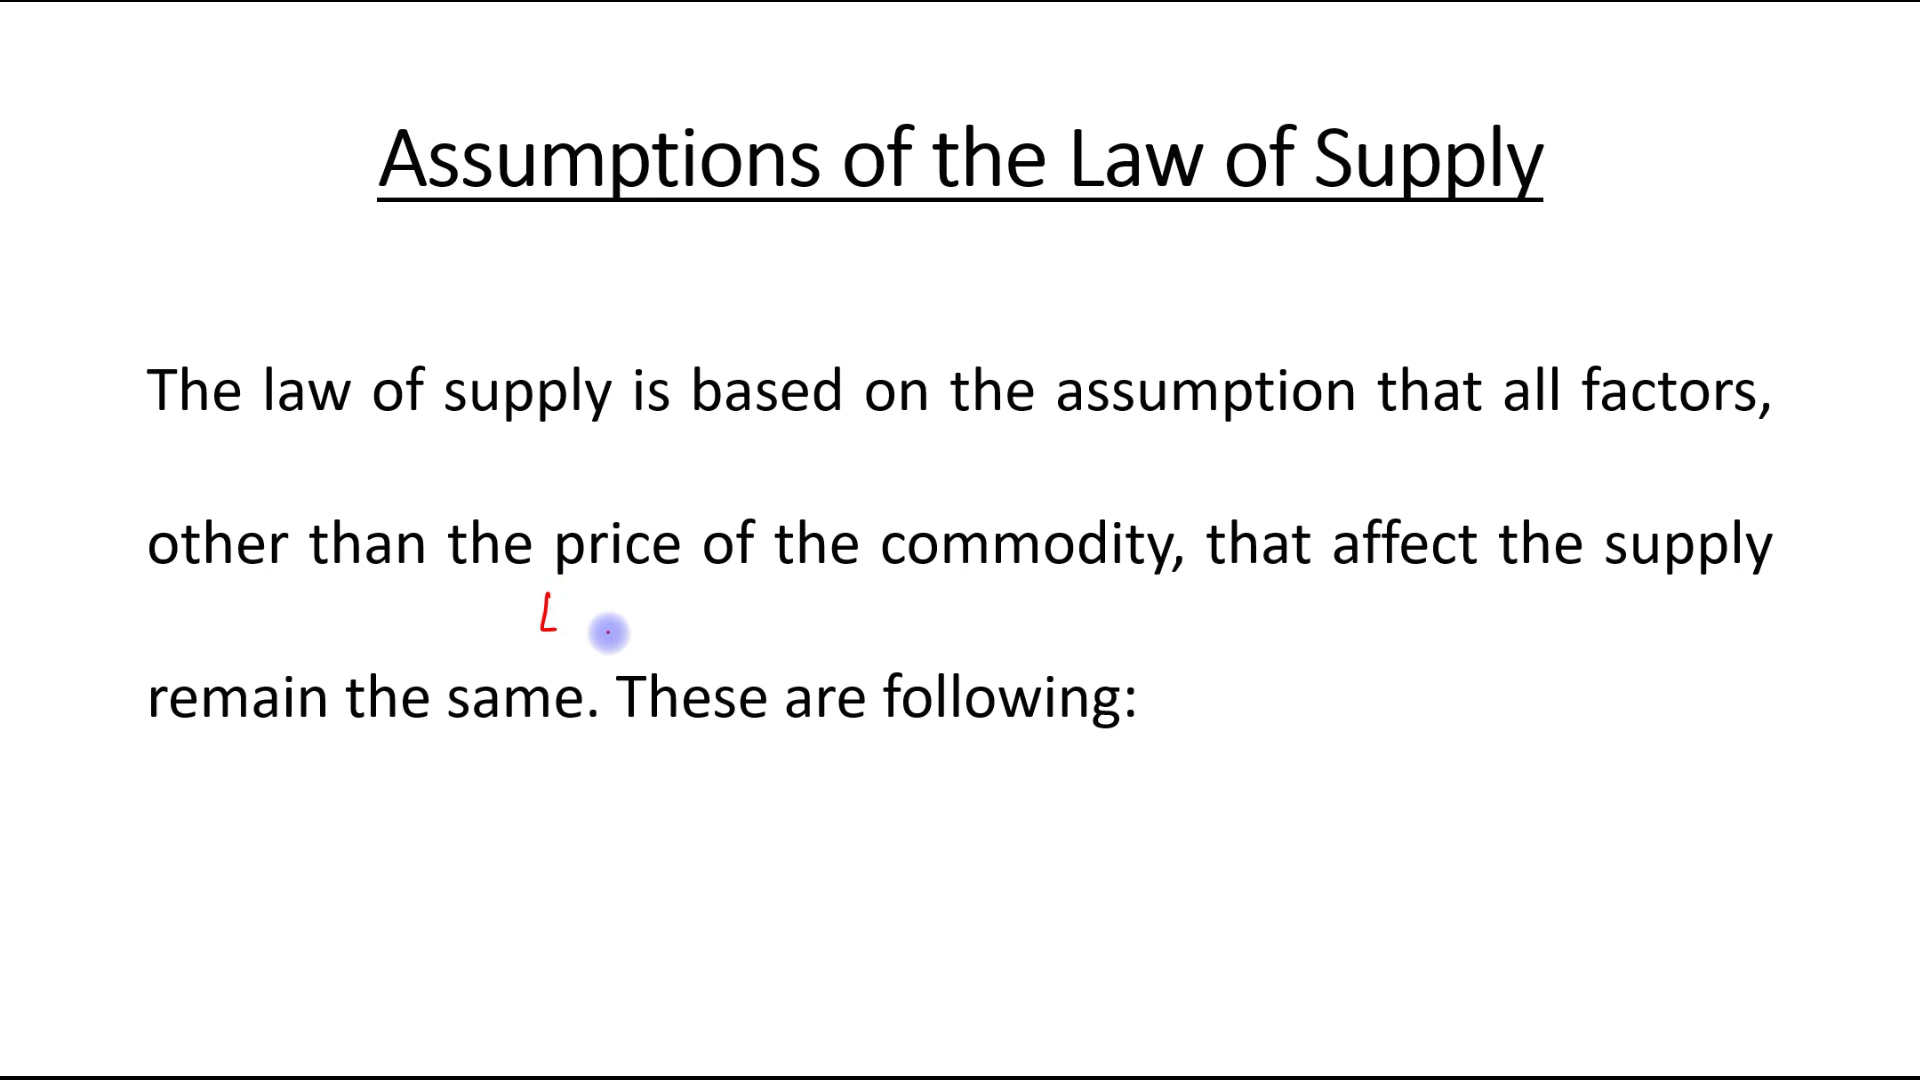 Assumptions of the Law of Supply
The law of supply is based on the assumption that all factors,
other than the price of the commodity, that affect the supply
L
remain the same. These are following: